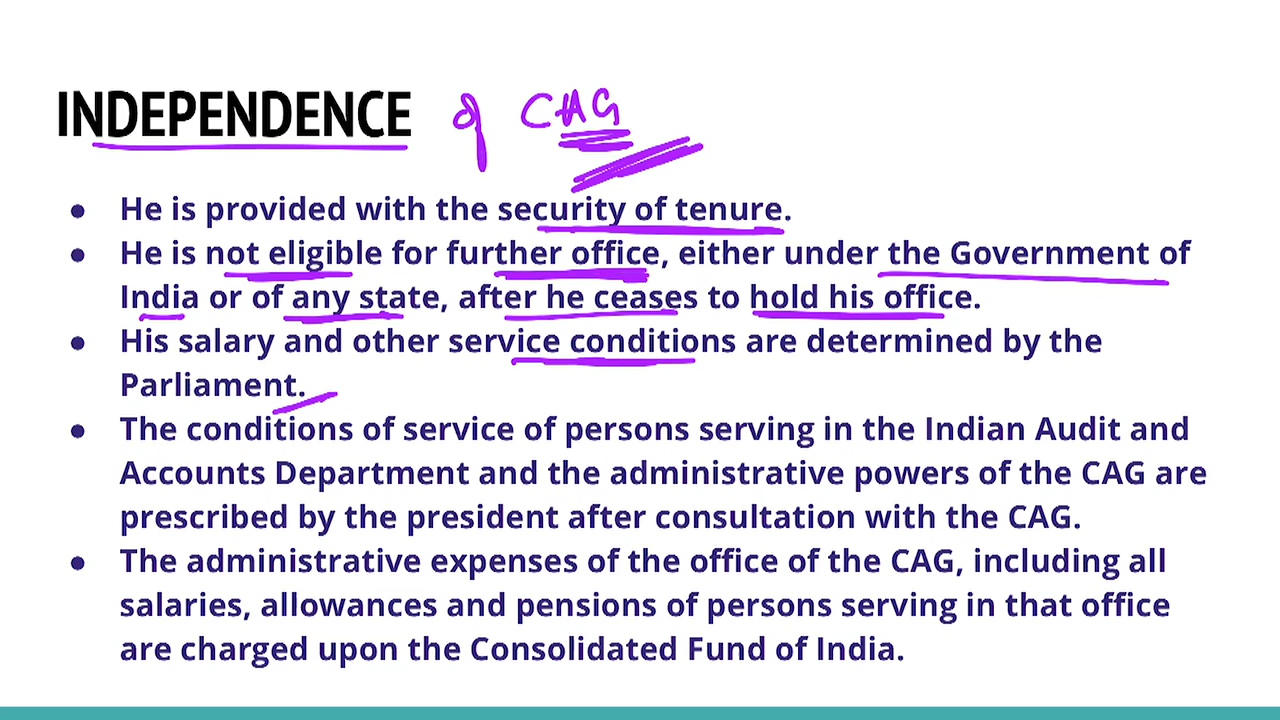 INDEPENDENCE of CAG
● He is provided with the security of tenure.
● He is not eligible for further office, either under the Government of
India or of any state, after he ceases to hold his office.
● His salary and other service conditions are determined by the
Parliament.
● The conditions of service of persons serving in the Indian Audit and
Accounts Department and the administrative powers of the CAG are
prescribed by the president after consultation with the CAG.
● The administrative expenses of the office of the CAG, including all
salaries, allowances and pensions of persons serving in that office
are charged upon the Consolidated Fund of India.